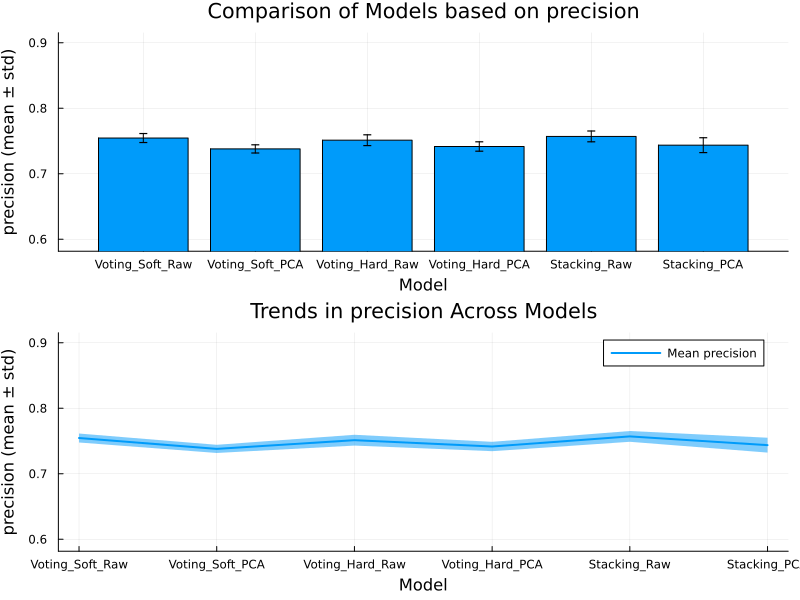 Comparison of Models based on precision
precision (mean ± std)
0.9
0.8
0.7
0.6
Voting_Soft_Raw Voting_Soft_PCA Voting_Hard_Raw Voting_Hard_PCA Stacking_Raw Stacking_PCA
Model
Trends in precision Across Models
precision (mean ± std)
Mean precision
0.9
0.8
0.7
0.6
Voting_Soft_Raw Voting_Soft_PCA Voting_Hard_Raw Voting_Hard_PCA Stacking_Raw Stacking_PC
Model